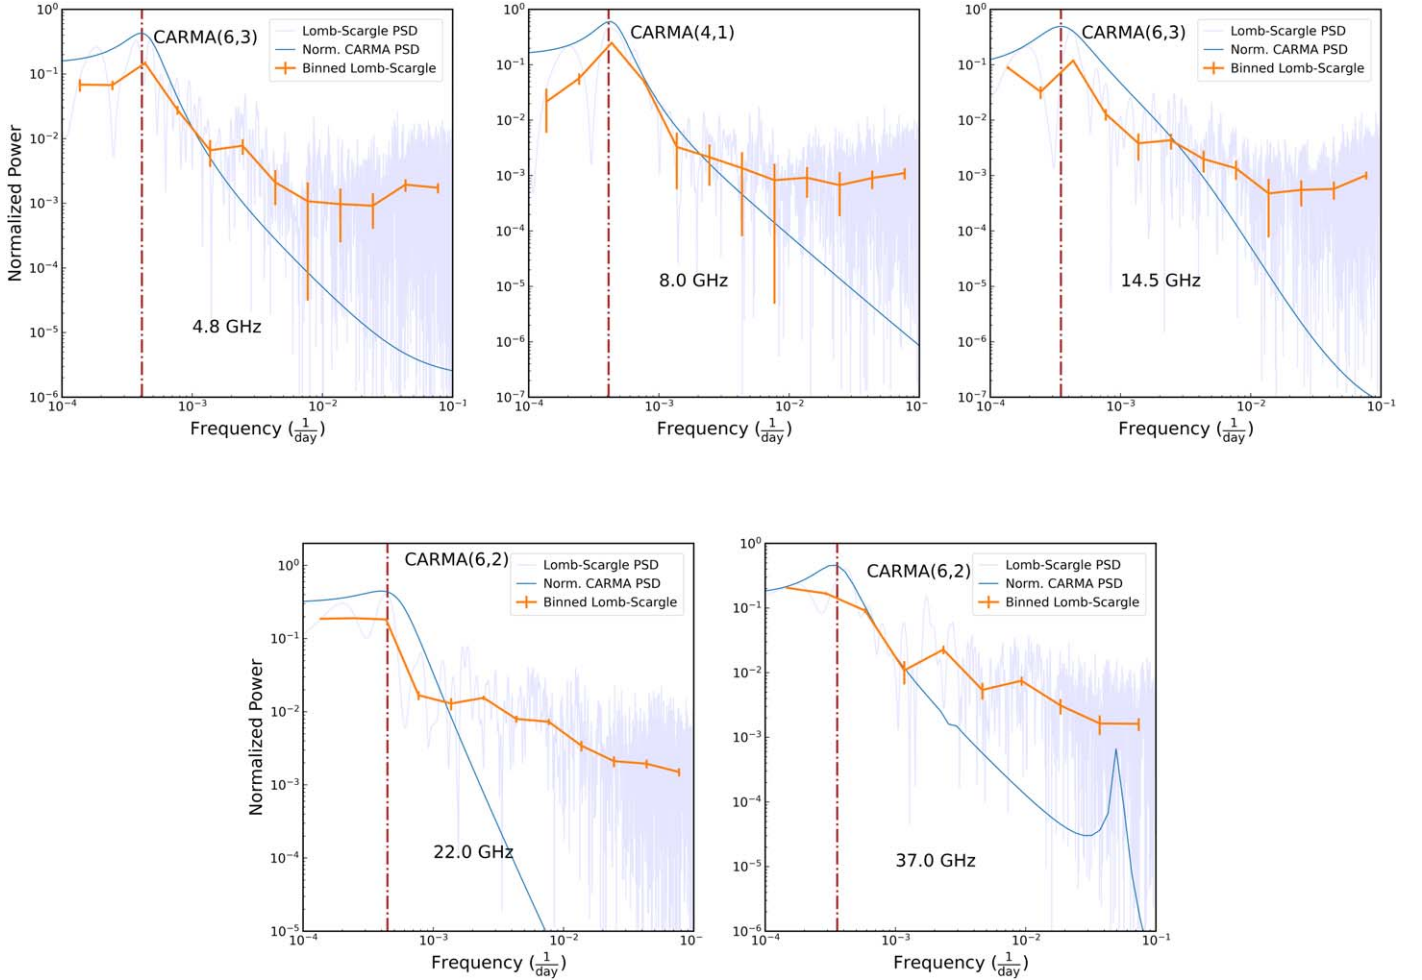 CARMA(6,3)
Lomb-Scargle PSD
Norm. CARMA PSD
Binned Lomb-Scargle
10⁰
10⁻¹
10⁻²
10⁻³
10⁻⁴
10⁻⁵
10⁻⁶
Normalized Power
4.8 GHz
10⁻⁴ 10⁻³ 10⁻² 10⁻¹
Frequency (1/day)
CARMA(4,1)
10⁰
10⁻¹
10⁻²
10⁻³
10⁻⁴
10⁻⁵
10⁻⁶
10⁻⁷
8.0 GHz
10⁻⁴ 10⁻³ 10⁻² 10⁻
Frequency (1/day)
CARMA(6,3)
Lomb-Scargle PSD
Norm. CARMA PSD
Binned Lomb-Scargle
10⁰
10⁻¹
10⁻²
10⁻³
10⁻⁴
10⁻⁵
10⁻⁶
10⁻⁷
14.5 GHz
10⁻⁴ 10⁻³ 10⁻² 10⁻¹
Frequency (1/day)
CARMA(6,2)
Lomb-Scargle PSD
Norm. CARMA PSD
Binned Lomb-Scargle
10⁰
10⁻¹
10⁻²
10⁻³
10⁻⁴
10⁻⁵
Normalized Power
22.0 GHz
10⁻⁴ 10⁻³ 10⁻² 10⁻
Frequency (1/day)
CARMA(6,2)
Lomb-Scargle PSD
Norm. CARMA PSD
Binned Lomb-Scargle
10⁰
10⁻¹
10⁻²
10⁻³
10⁻⁴
10⁻⁵
10⁻⁶
37.0 GHz
10⁻⁴ 10⁻³ 10⁻² 10⁻¹
Frequency (1/day)